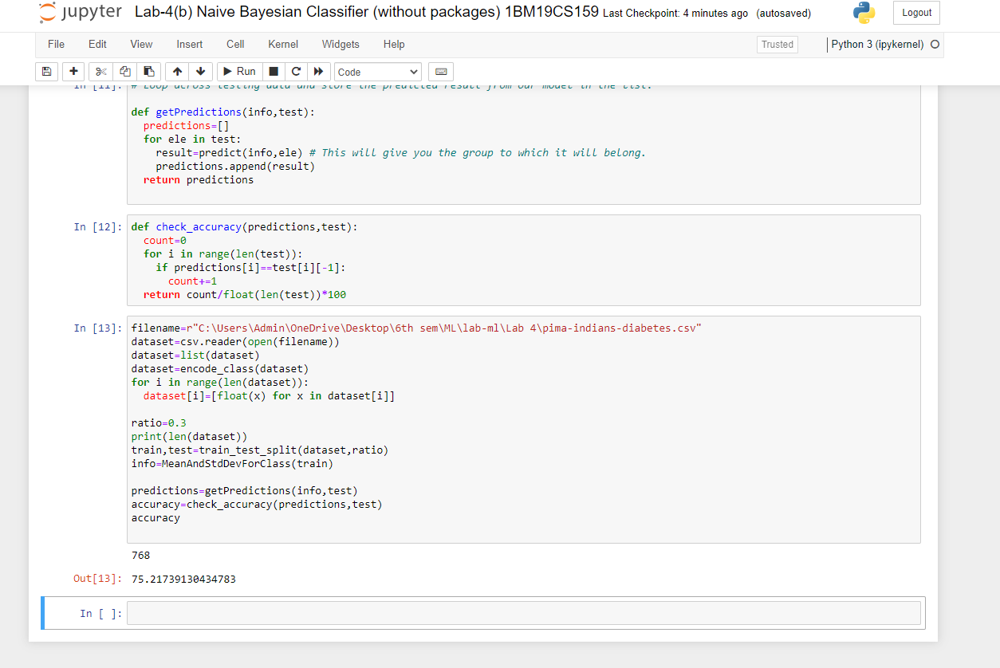 jupyter Lab-4(b) Naive Bayesian Classifier (without packages) 1BM19CS159 Last Checkpoint: 4 minutes ago (autosaved)
Logout
File Edit View Insert Cell Kernel Widgets Help
Trusted
Python 3 (ipykernel)
Run
Code
In [11]: # Loop across testing data and store the predicted result from our model in the list.
def getPredictions(info,test):
predictions=[]
for ele in test:
result=predict(info,ele) # This will give you the group to which it will belong.
predictions.append(result)
return predictions
In [12]: def check_accuracy(predictions,test):
count=0
for i in range(len(test)):
if predictions[i]==test[i][-1]:
count+=1
return count/float(len(test))*100
In [13]: filename=r"C:\Users\Admin\OneDrive\Desktop\6th sem\ML\lab-ml\Lab 4\pima-indians-diabetes.csv"
dataset=csv.reader(open(filename))
dataset=list(dataset)
dataset=encode_class(dataset)
for i in range(len(dataset)):
dataset[i]=[float(x) for x in dataset[i]]
ratio=0.3
print(len(dataset))
train,test=train_test_split(dataset,ratio)
info=MeanAndStdDevForClass(train)
predictions=getPredictions(info,test)
accuracy=check_accuracy(predictions,test)
accuracy
768
Out[13]: 75.21739130434783
In [ ]: